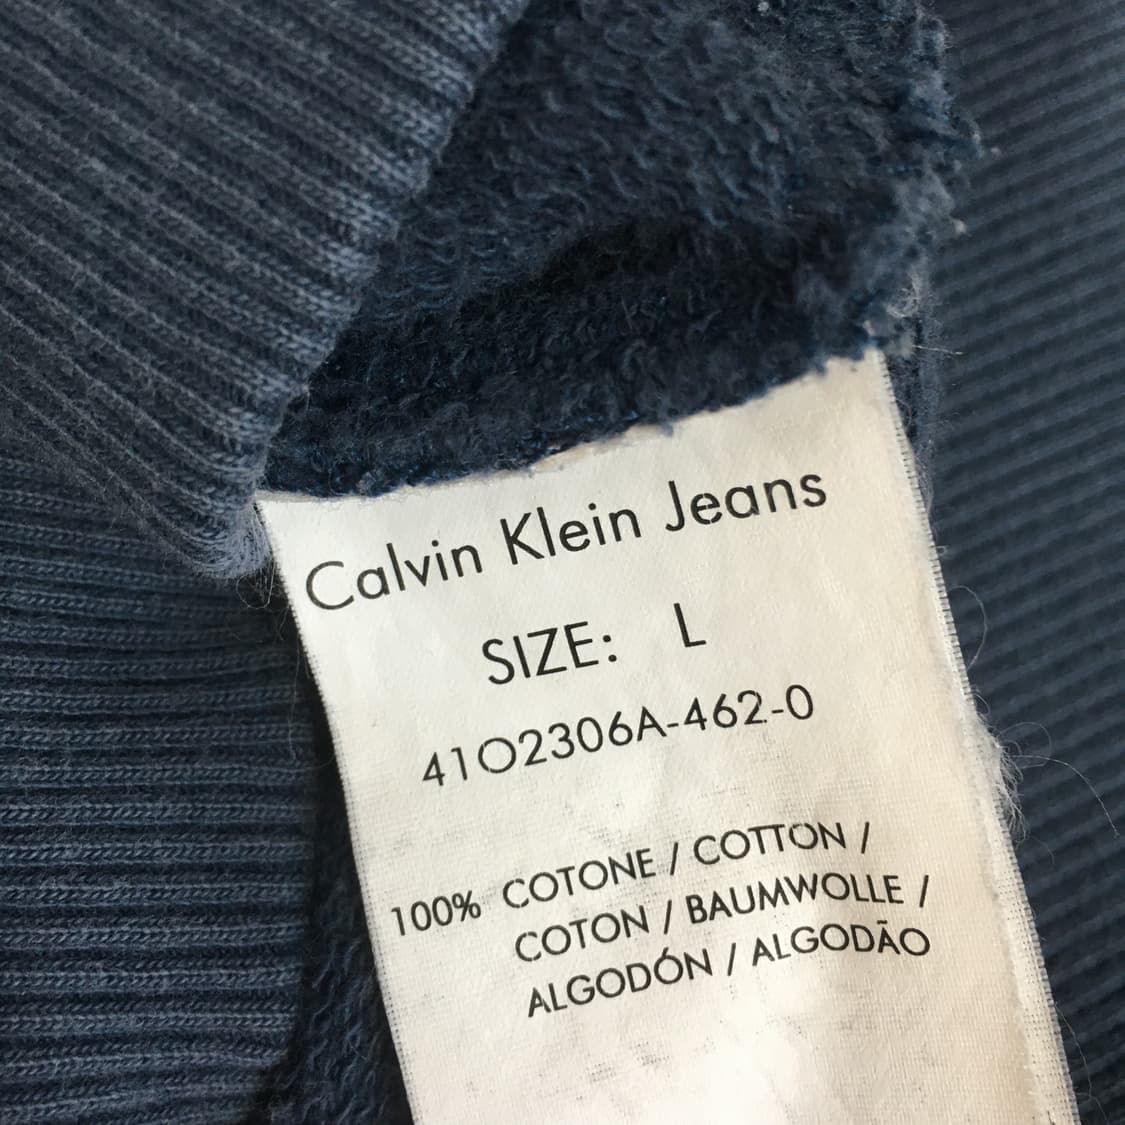 Calvin Klein Jeans
SIZE: L
41O2306A-462-0
100% COTONE / COTTON /
COTON / BAUMWOLLE /
ALGODÓN / ALGODÃO